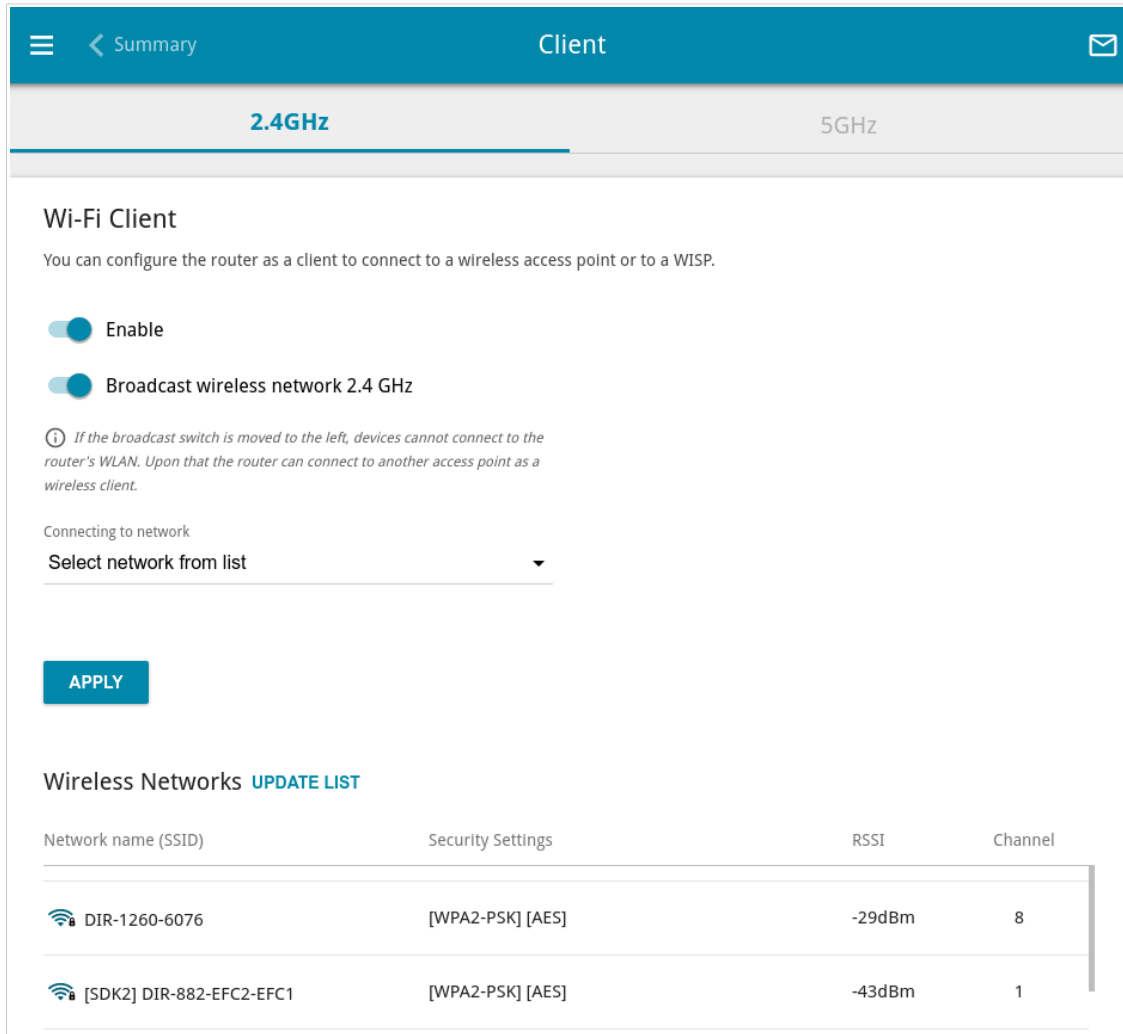 Summary
Client
2.4GHz
5GHz
Wi-Fi Client
You can configure the router as a client to connect to a wireless access point or to a WISP.
Enable
Broadcast wireless network 2.4 GHz
If the broadcast switch is moved to the left, devices cannot connect to the
router's WLAN. Upon that the router can connect to another access point as a
wireless client.
Connecting to network
Select network from list
APPLY
Wireless Networks UPDATE LIST
Network name (SSID) Security Settings RSSI Channel
DIR-1260-6076 [WPA2-PSK] [AES] -29dBm 8
[SDK2] DIR-882-EFC2-EFC1 [WPA2-PSK] [AES] -43dBm 1